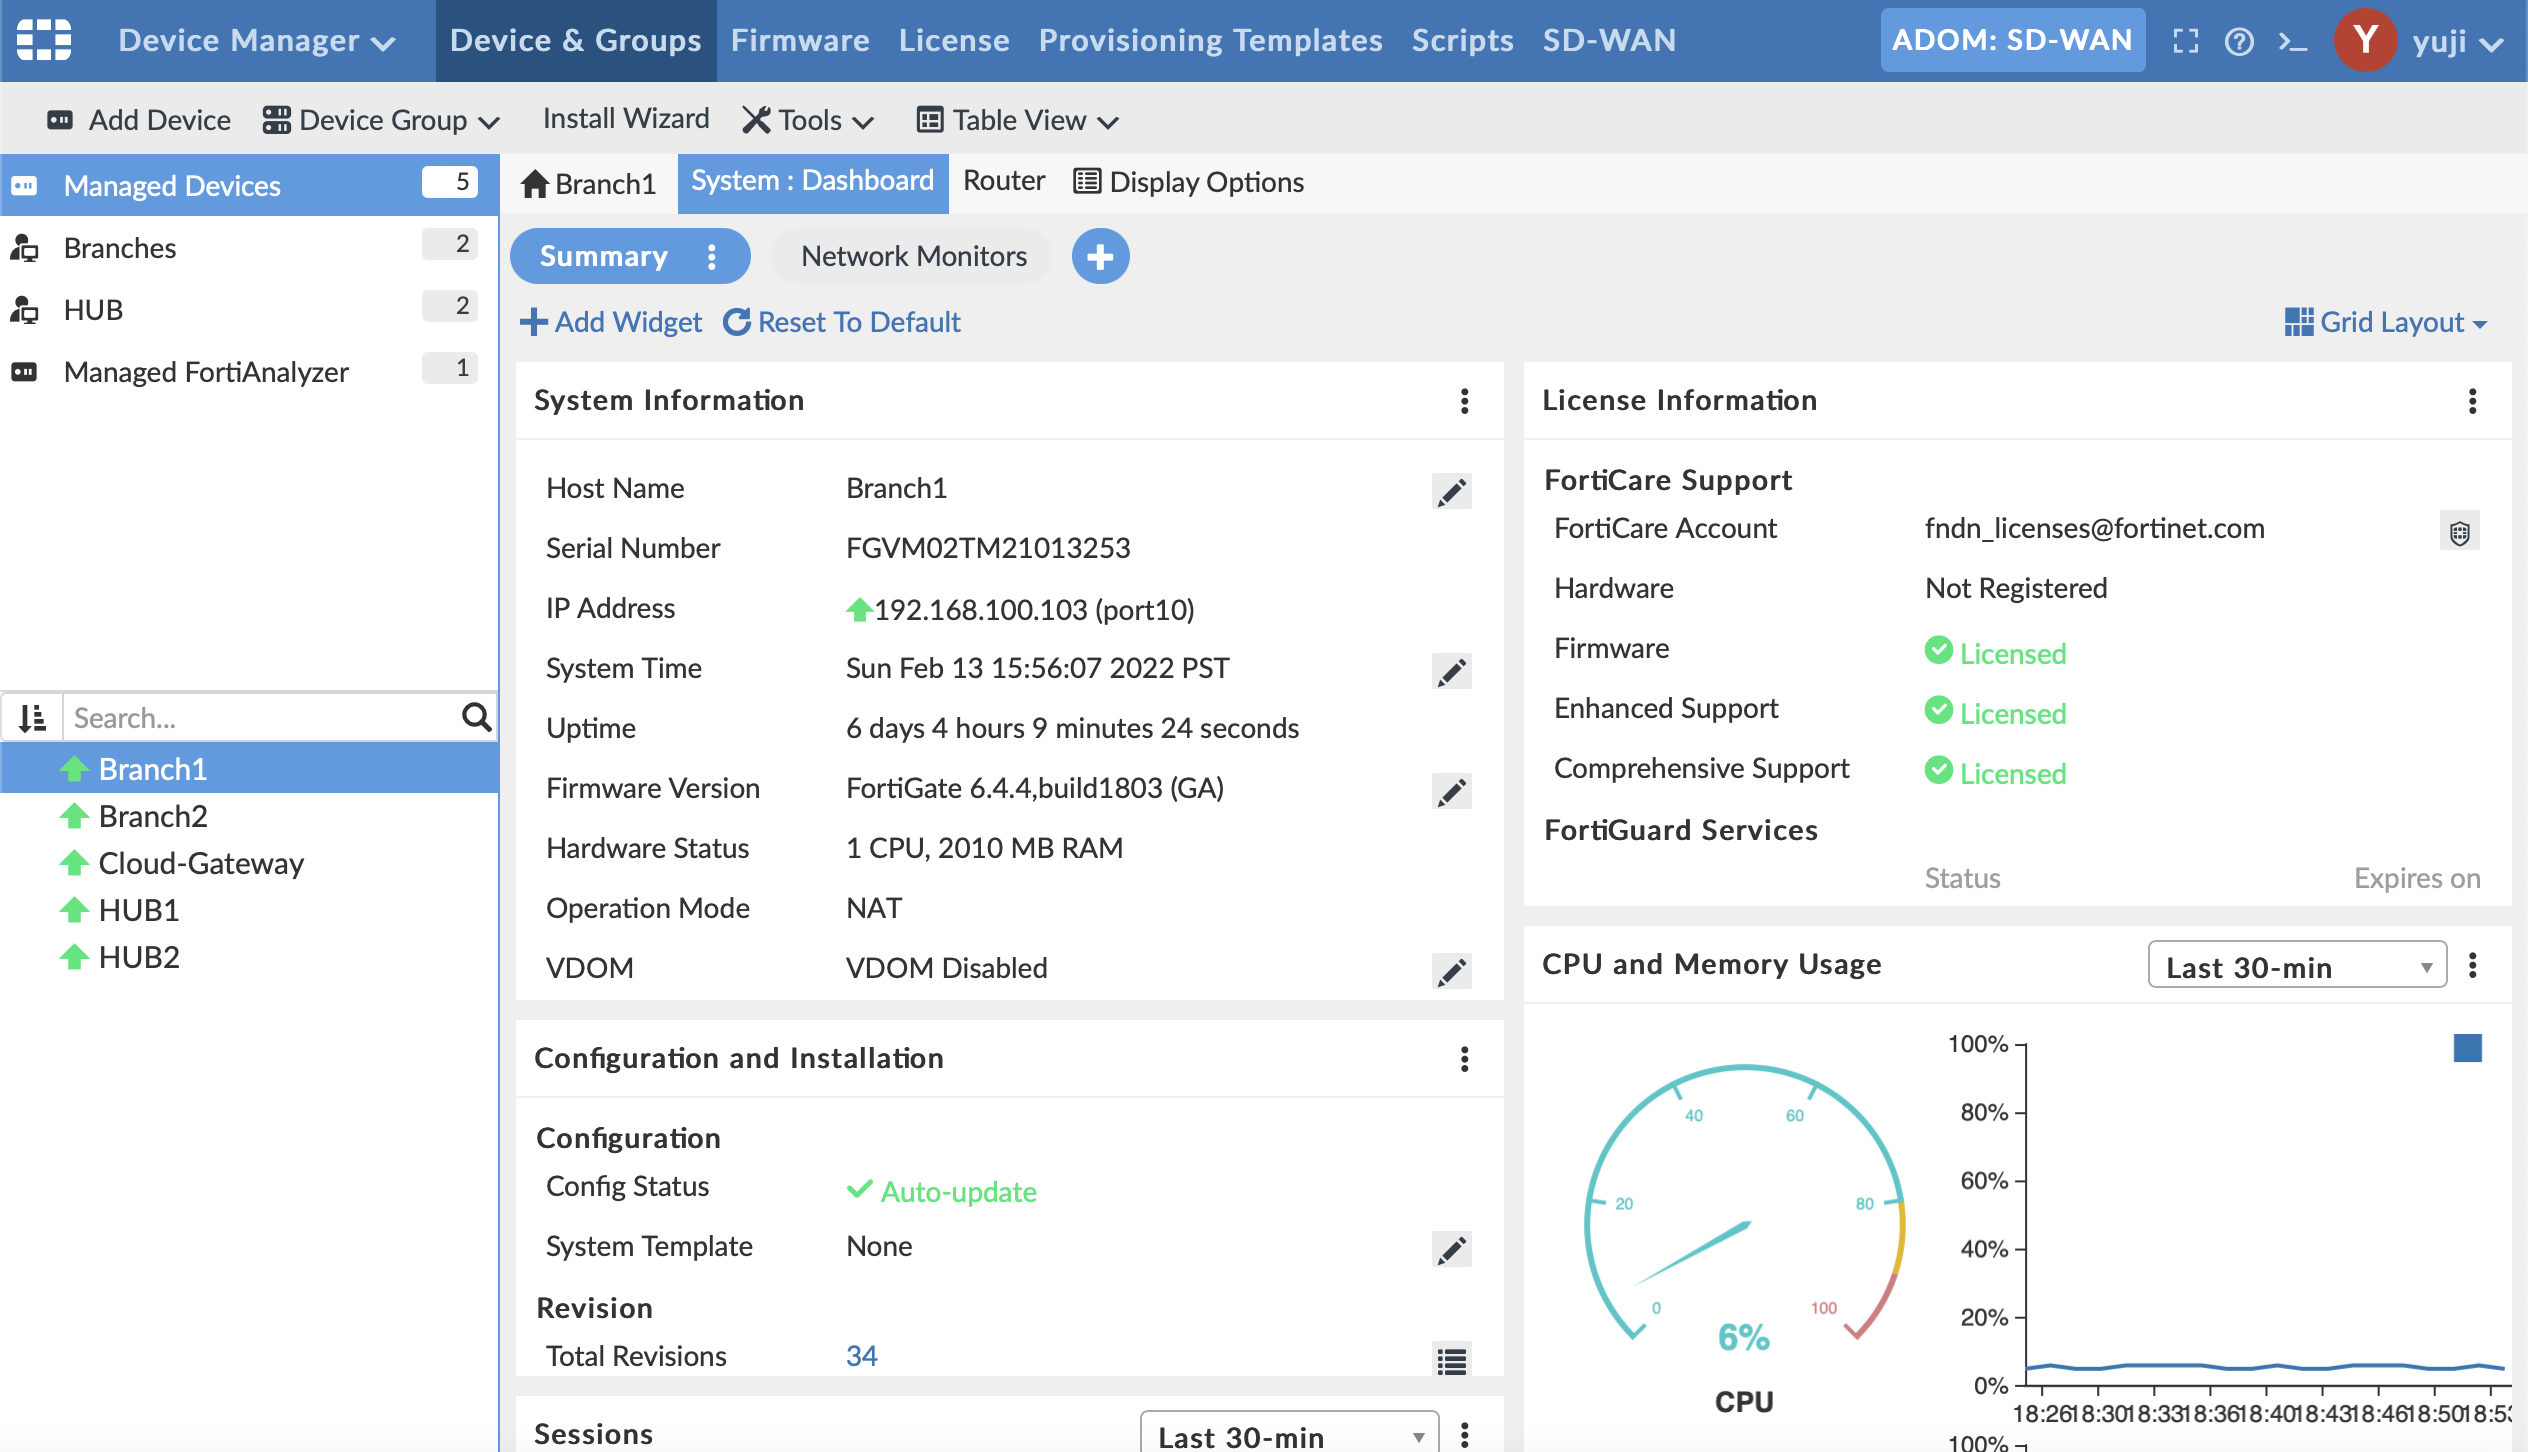 Device Manager Device & Groups Firmware License Provisioning Templates Scripts SD-WAN ADOM: SD-WAN Y yuji
Add Device Device Group Install Wizard Tools Table View
Managed Devices 5
Branches 2
HUB 2
Managed FortiAnalyzer 1
Search...
Branch1
Branch2
Cloud-Gateway
HUB1
HUB2
Branch1 System : Dashboard Router Display Options
Summary Network Monitors
Add Widget Reset To Default Grid Layout
System Information
Host Name Branch1
Serial Number FGVM02TM21013253
IP Address 192.168.100.103 (port10)
System Time Sun Feb 13 15:56:07 2022 PST
Uptime 6 days 4 hours 9 minutes 24 seconds
Firmware Version FortiGate 6.4.4,build1803 (GA)
Hardware Status 1 CPU, 2010 MB RAM
Operation Mode NAT
VDOM VDOM Disabled
Configuration and Installation
Configuration
Config Status Auto-update
System Template None
Revision
Total Revisions 34
Sessions Last 30-min
License Information
FortiCare Support
FortiCare Account fndn_licenses@fortinet.com
Hardware Not Registered
Firmware Licensed
Enhanced Support Licensed
Comprehensive Support Licensed
FortiGuard Services
Status Expires on
CPU and Memory Usage Last 30-min
0 20 40 60 80 100
6%
CPU
100%
80%
60%
40%
20%
0%
18:26 18:30 18:33 18:36 18:40 18:43 18:46 18:50 18:53
100%